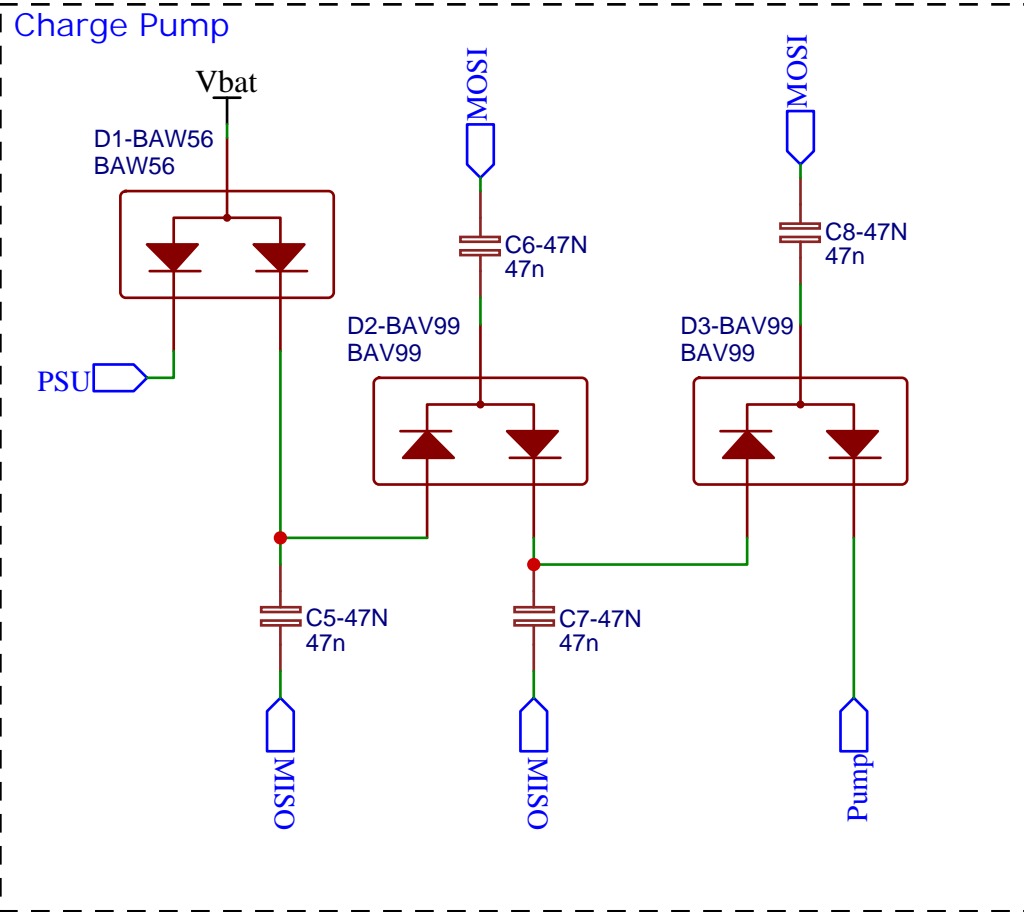 Charge Pump
Vbat
D1-BAW56
BAW56
PSU
MOSI
C6-47N
47n
D2-BAV99
BAV99
MOSI
C8-47N
47n
D3-BAV99
BAV99
C5-47N
47n
MISO
C7-47N
47n
MISO
Pump